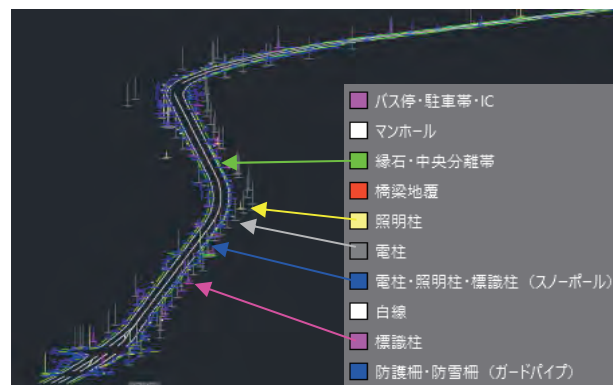 バス停・駐車帯・IC
マンホール
縁石・中央分離帯
橋梁地覆
照明柱
電柱
電柱・照明柱・標識柱（スノーポール）
白線
標識柱
防護柵・防雪柵（ガードパイプ）